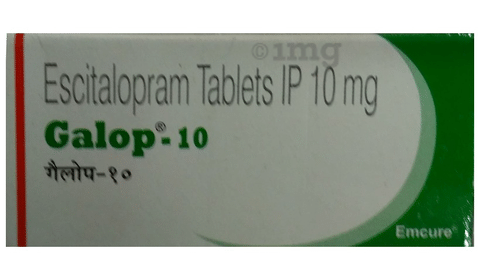 ©1mg
Escitalopram Tablets IP 10 mg
Galop®-10
गैलोप-१०
Emcure®